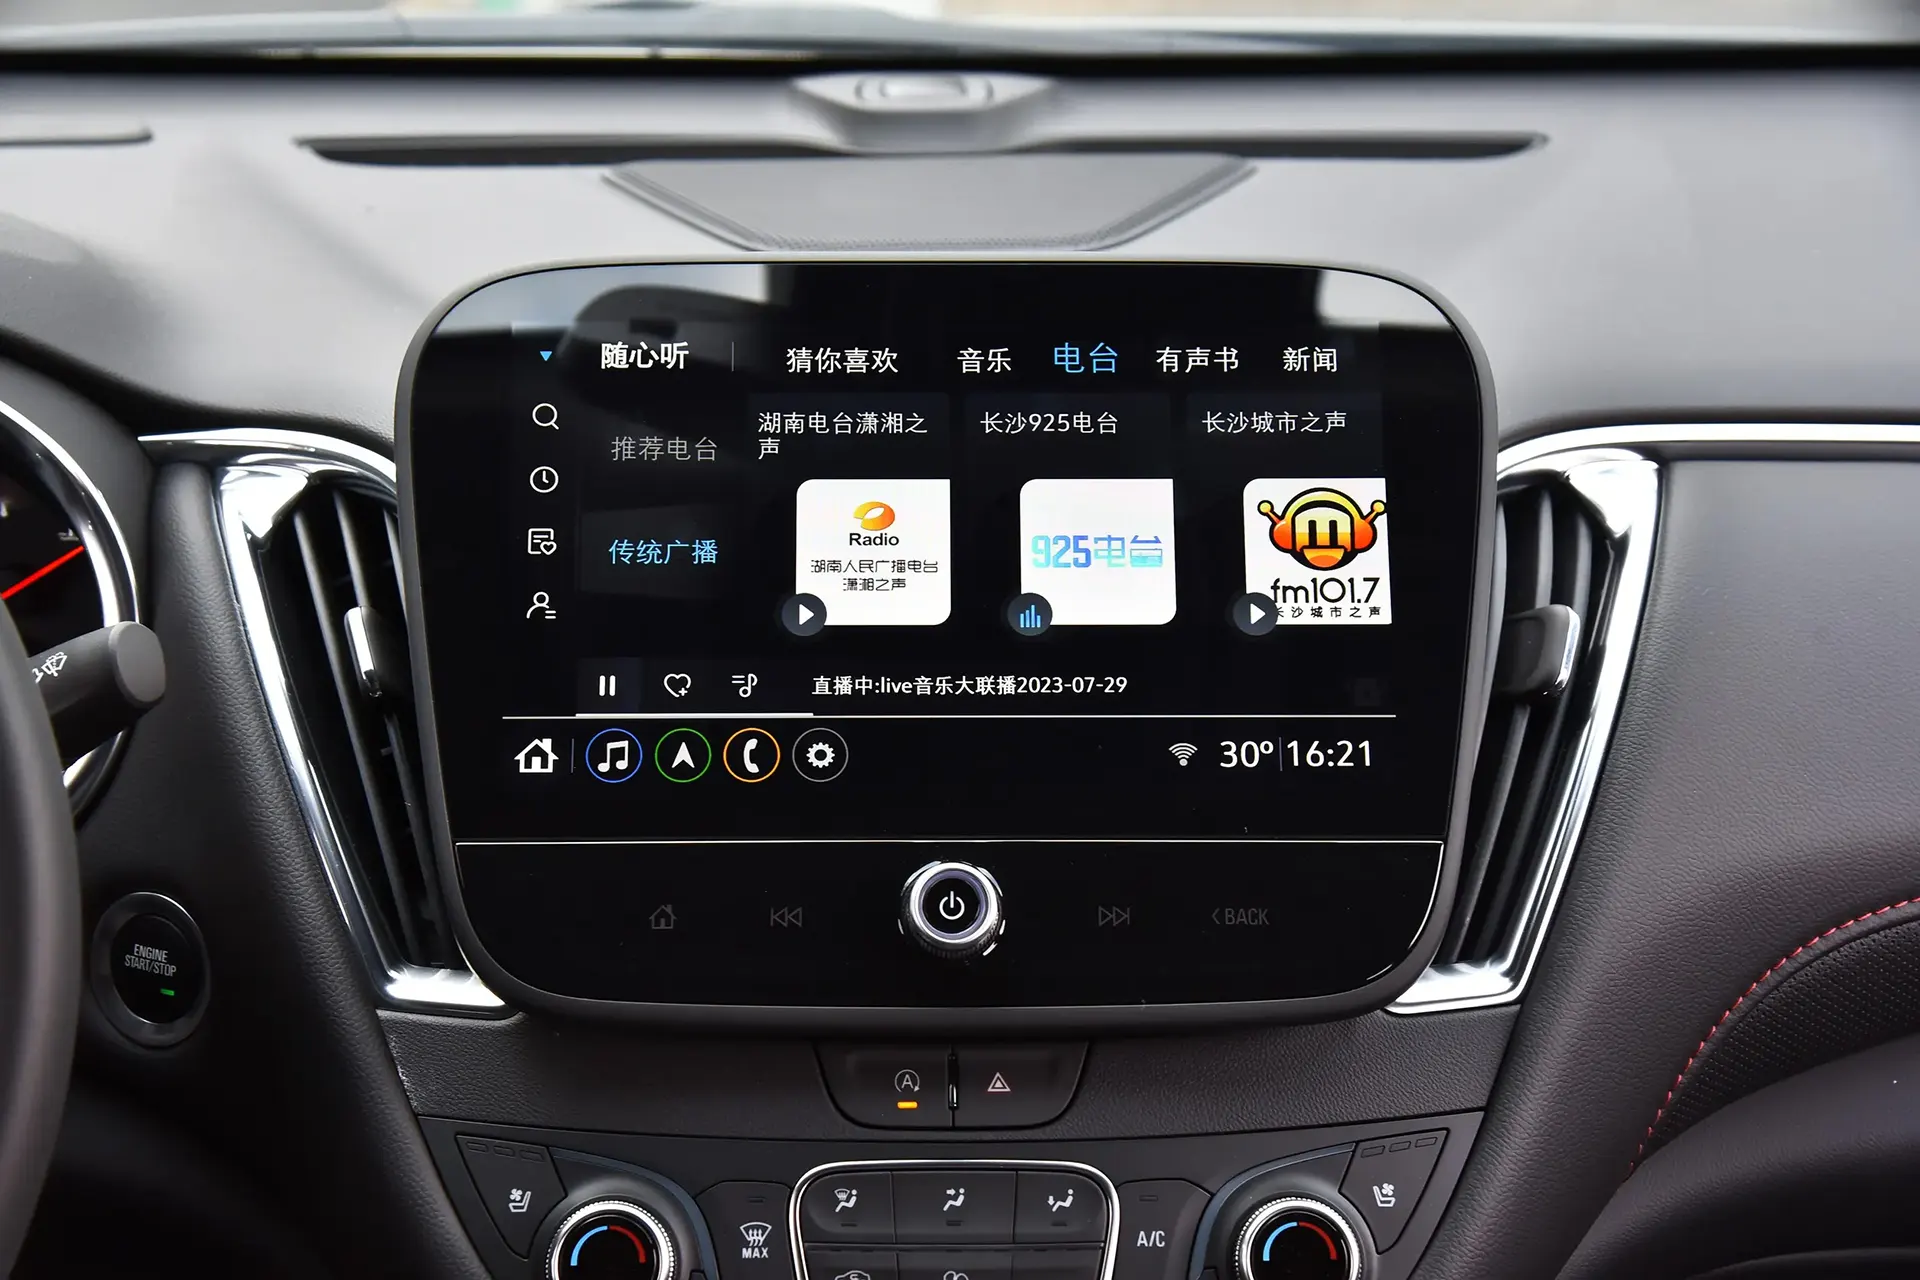 随心听
猜你喜欢
音乐
电台
有声书
新闻
推荐电台
传统广播
湖南电台潇湘之
声
长沙925电台
长沙城市之声
Radio
湖南人民广播电台
潇湘之声
925电台
fm101.7
长沙城市之声
直播中:live音乐大联播2023-07-29
30° 16:21
BACK
ENGINE
START/STOP
A
MAX
A/C